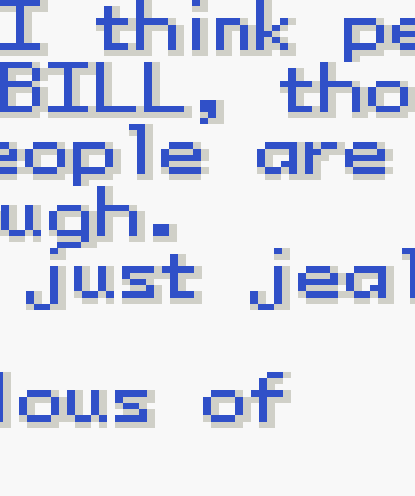 I think pe
BILL, tho
eople are
ugh.
just jeal
lous of